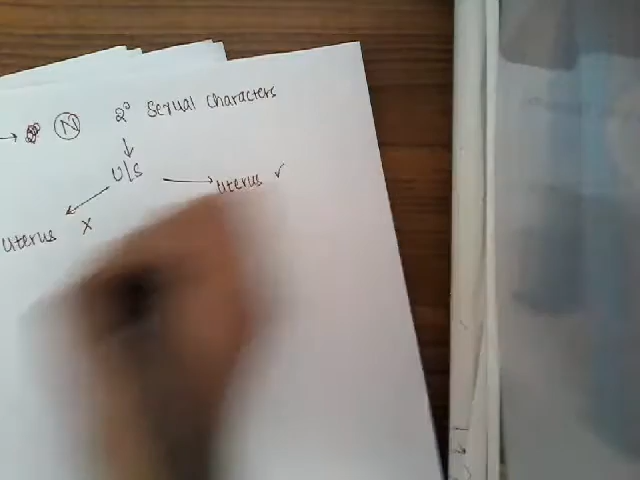 → Ⓝ 2° Sexual Characters
↓
U/S
→ Uterus ✓
Uterus ×